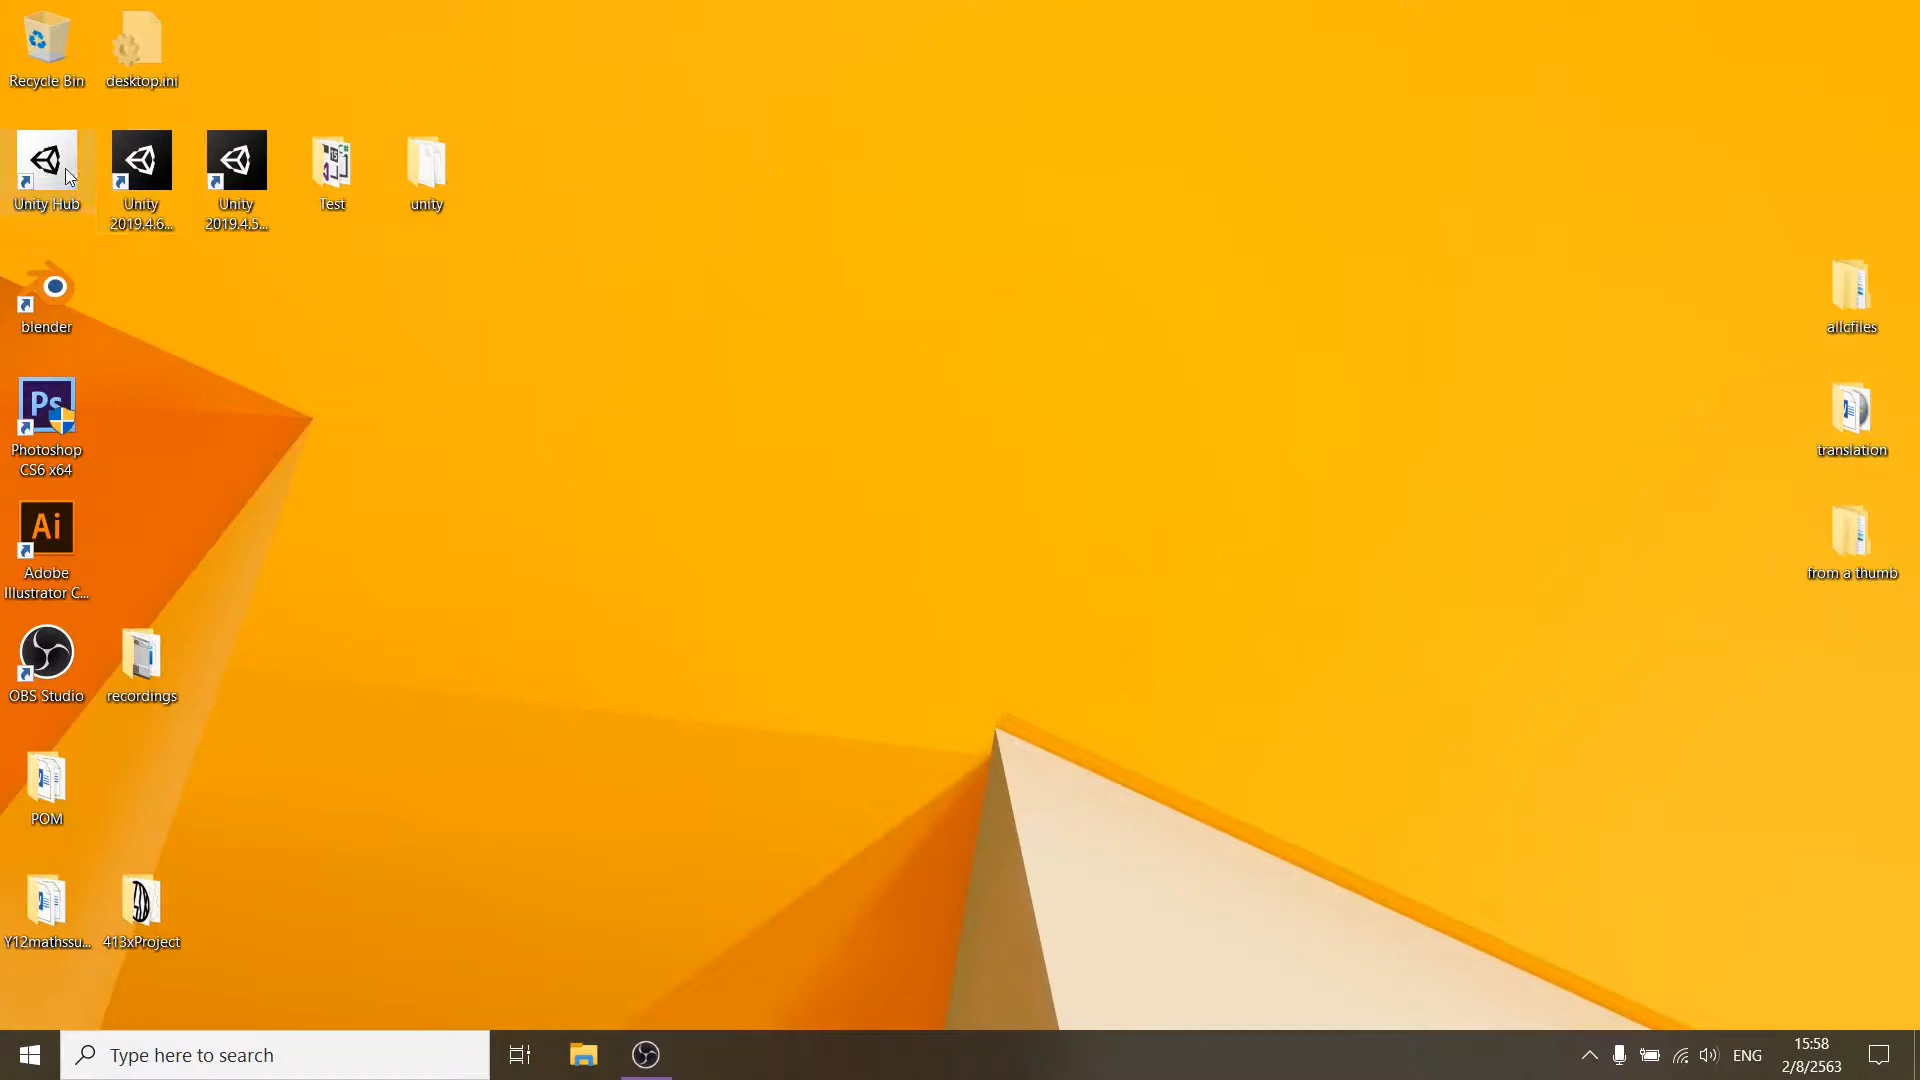 Recycle Bin
desktop.ini
Unity Hub
Unity
2019.4.6...
Unity
2019.4.5...
Test
unity
blender
allcfiles
Ps
Photoshop
CS6 x64
translation
Ai
Adobe
Illustrator C...
from a thumb
OBS Studio
recordings
POM
Y12mathssu...
413xProject
Type here to search
ENG
15:58
2/8/2563